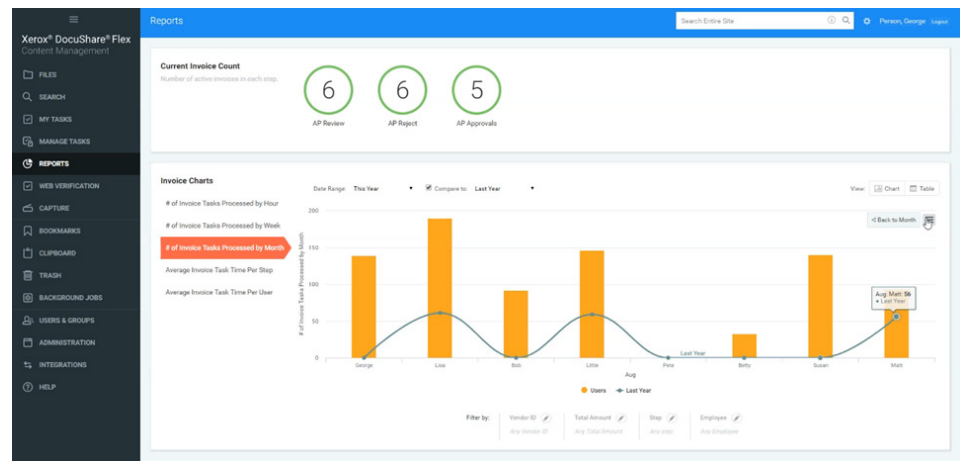 Xerox® DocuShare® Flex
Content Management
FILES
SEARCH
MY TASKS
MANAGE TASKS
REPORTS
WEB VERIFICATION
CAPTURE
BOOKMARKS
CLIPBOARD
TRASH
BACKGROUND JOBS
USERS & GROUPS
ADMINISTRATION
INTEGRATIONS
HELP
Reports
Search Entire Site
Person, George Logout
Current Invoice Count
Number of active invoices in each step.
6 6 5
AP Review AP Reject AP Approvals
Invoice Charts
# of Invoice Tasks Processed by Hour
# of Invoice Tasks Processed by Week
# of Invoice Tasks Processed by Month
Average Invoice Task Time Per Step
Average Invoice Task Time Per User
Date Range: This Year Compare to: Last Year
View: Chart Table
< Back to Month
# of Invoice Tasks Processed by Month
200
150
100
50
0
Aug Matt: 56
Last Year
Last Year
George Lisa Bob Little Pete Betty Susan Matt
Aug
Users Last Year
Filter by: Vendor ID Total Amount Step Employee
Any Vendor ID Any Total Amount Any step Any Employee